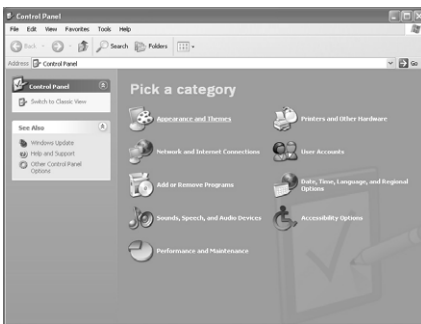 Control Panel
File Edit View Favorites Tools Help
Back Search Folders
Address Control Panel Go
Control Panel
Switch to Classic View
See Also
Windows Update
Help and Support
Other Control Panel
Options
Pick a category
Appearance and Themes
Printers and Other Hardware
Network and Internet Connections
User Accounts
Add or Remove Programs
Date, Time, Language, and Regional
Options
Sounds, Speech, and Audio Devices
Accessibility Options
Performance and Maintenance